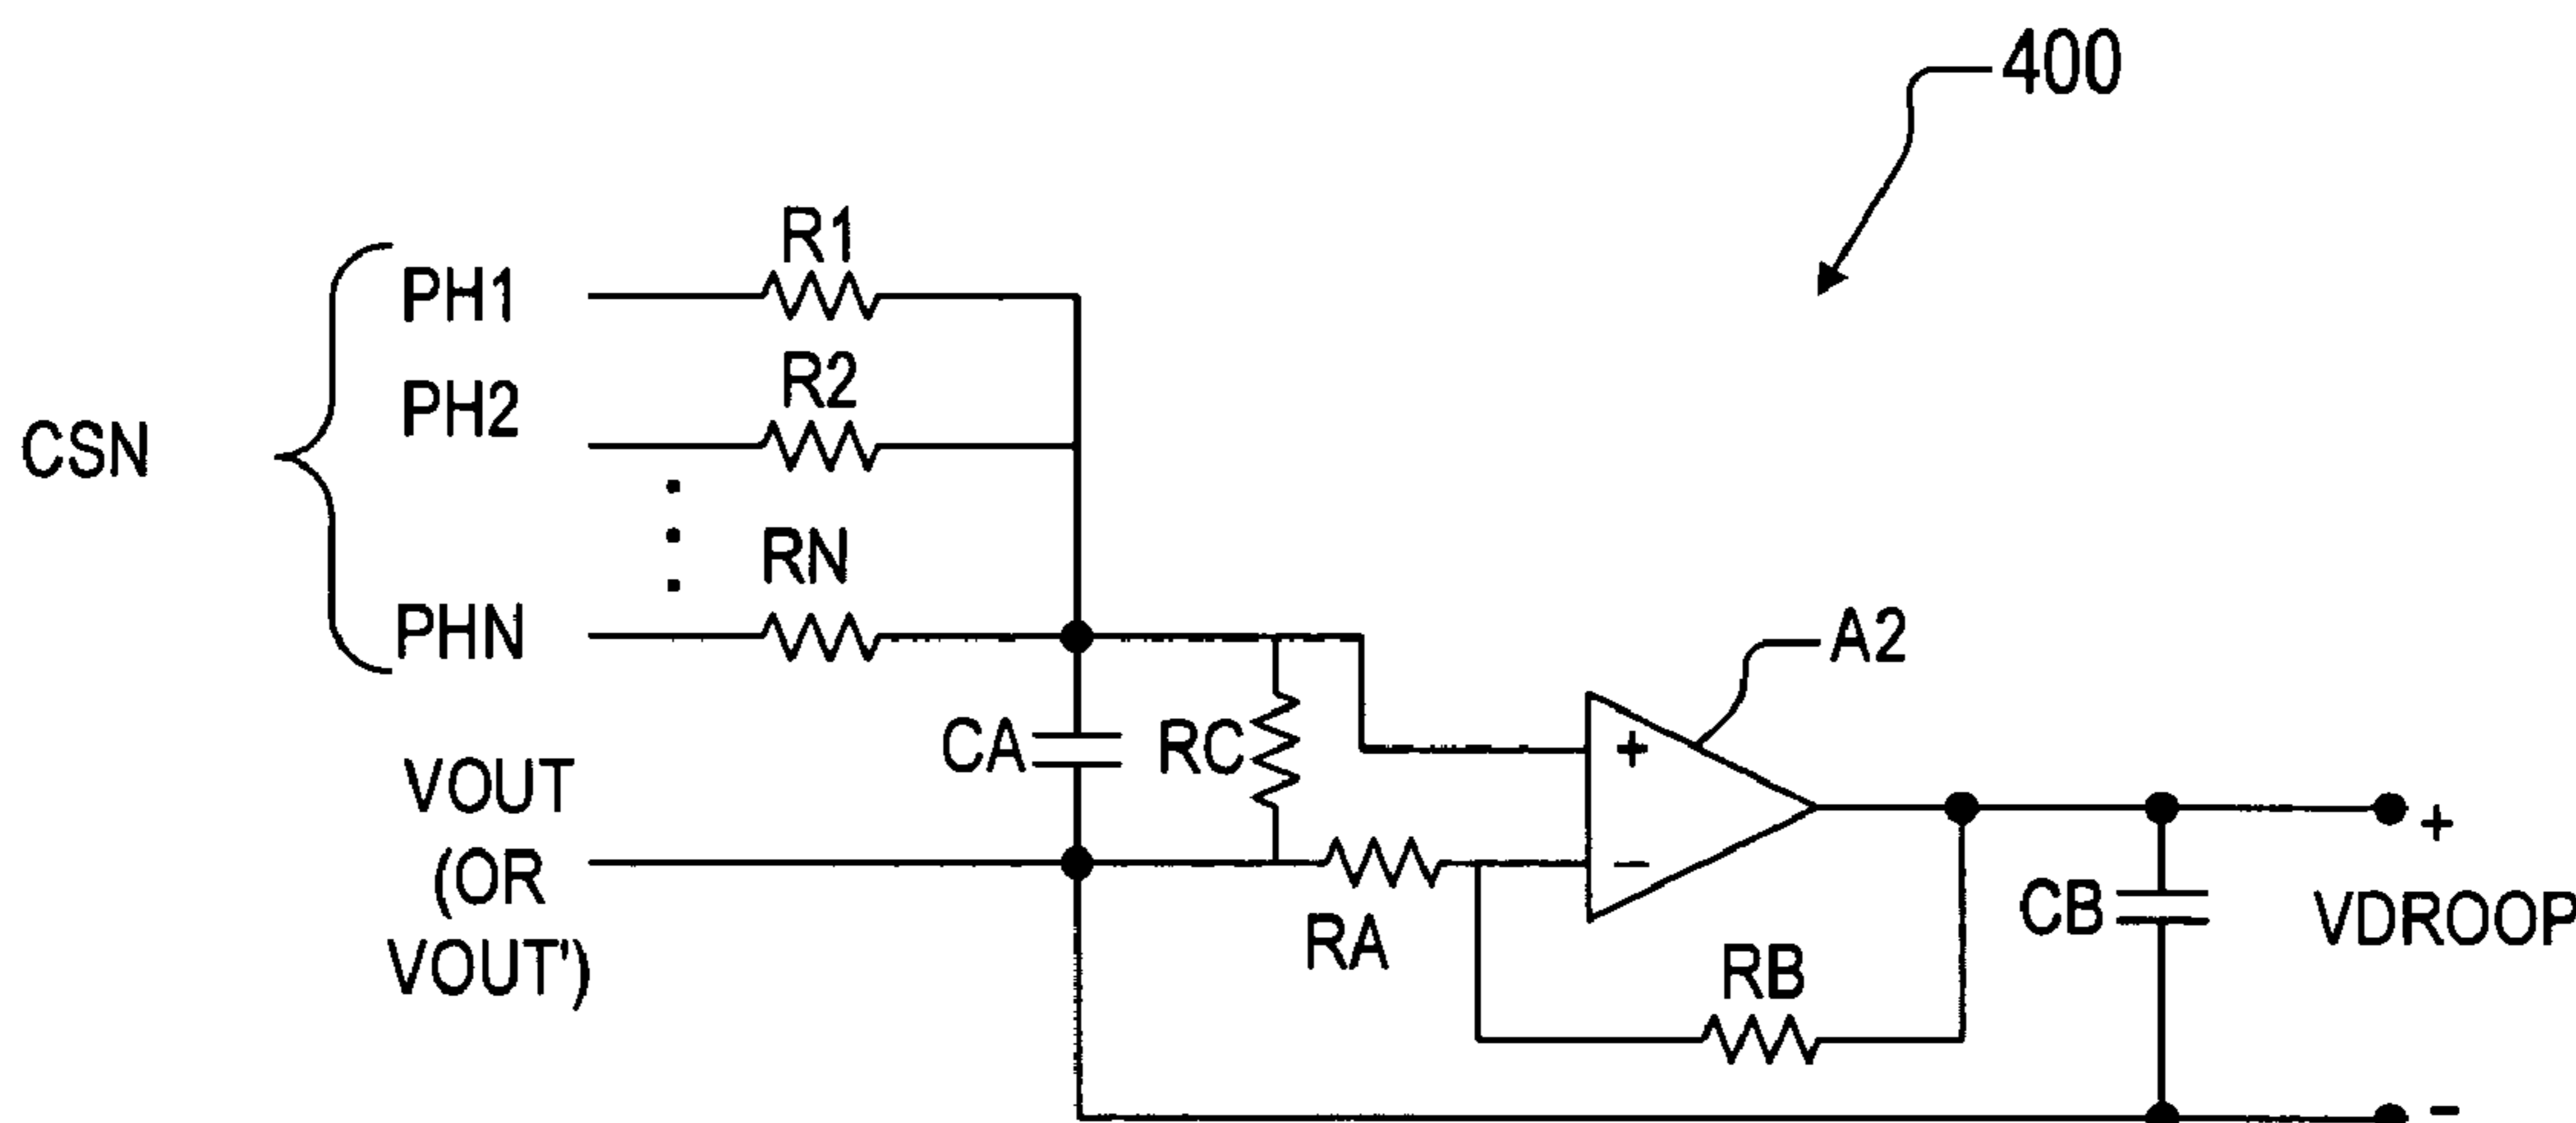 400
R1
PH1
R2
PH2
CSN
RN
PHN
A2
+
CA
RC
VOUT
(OR
VOUT')
−
+
RA
CB
VDROOP
RB
-